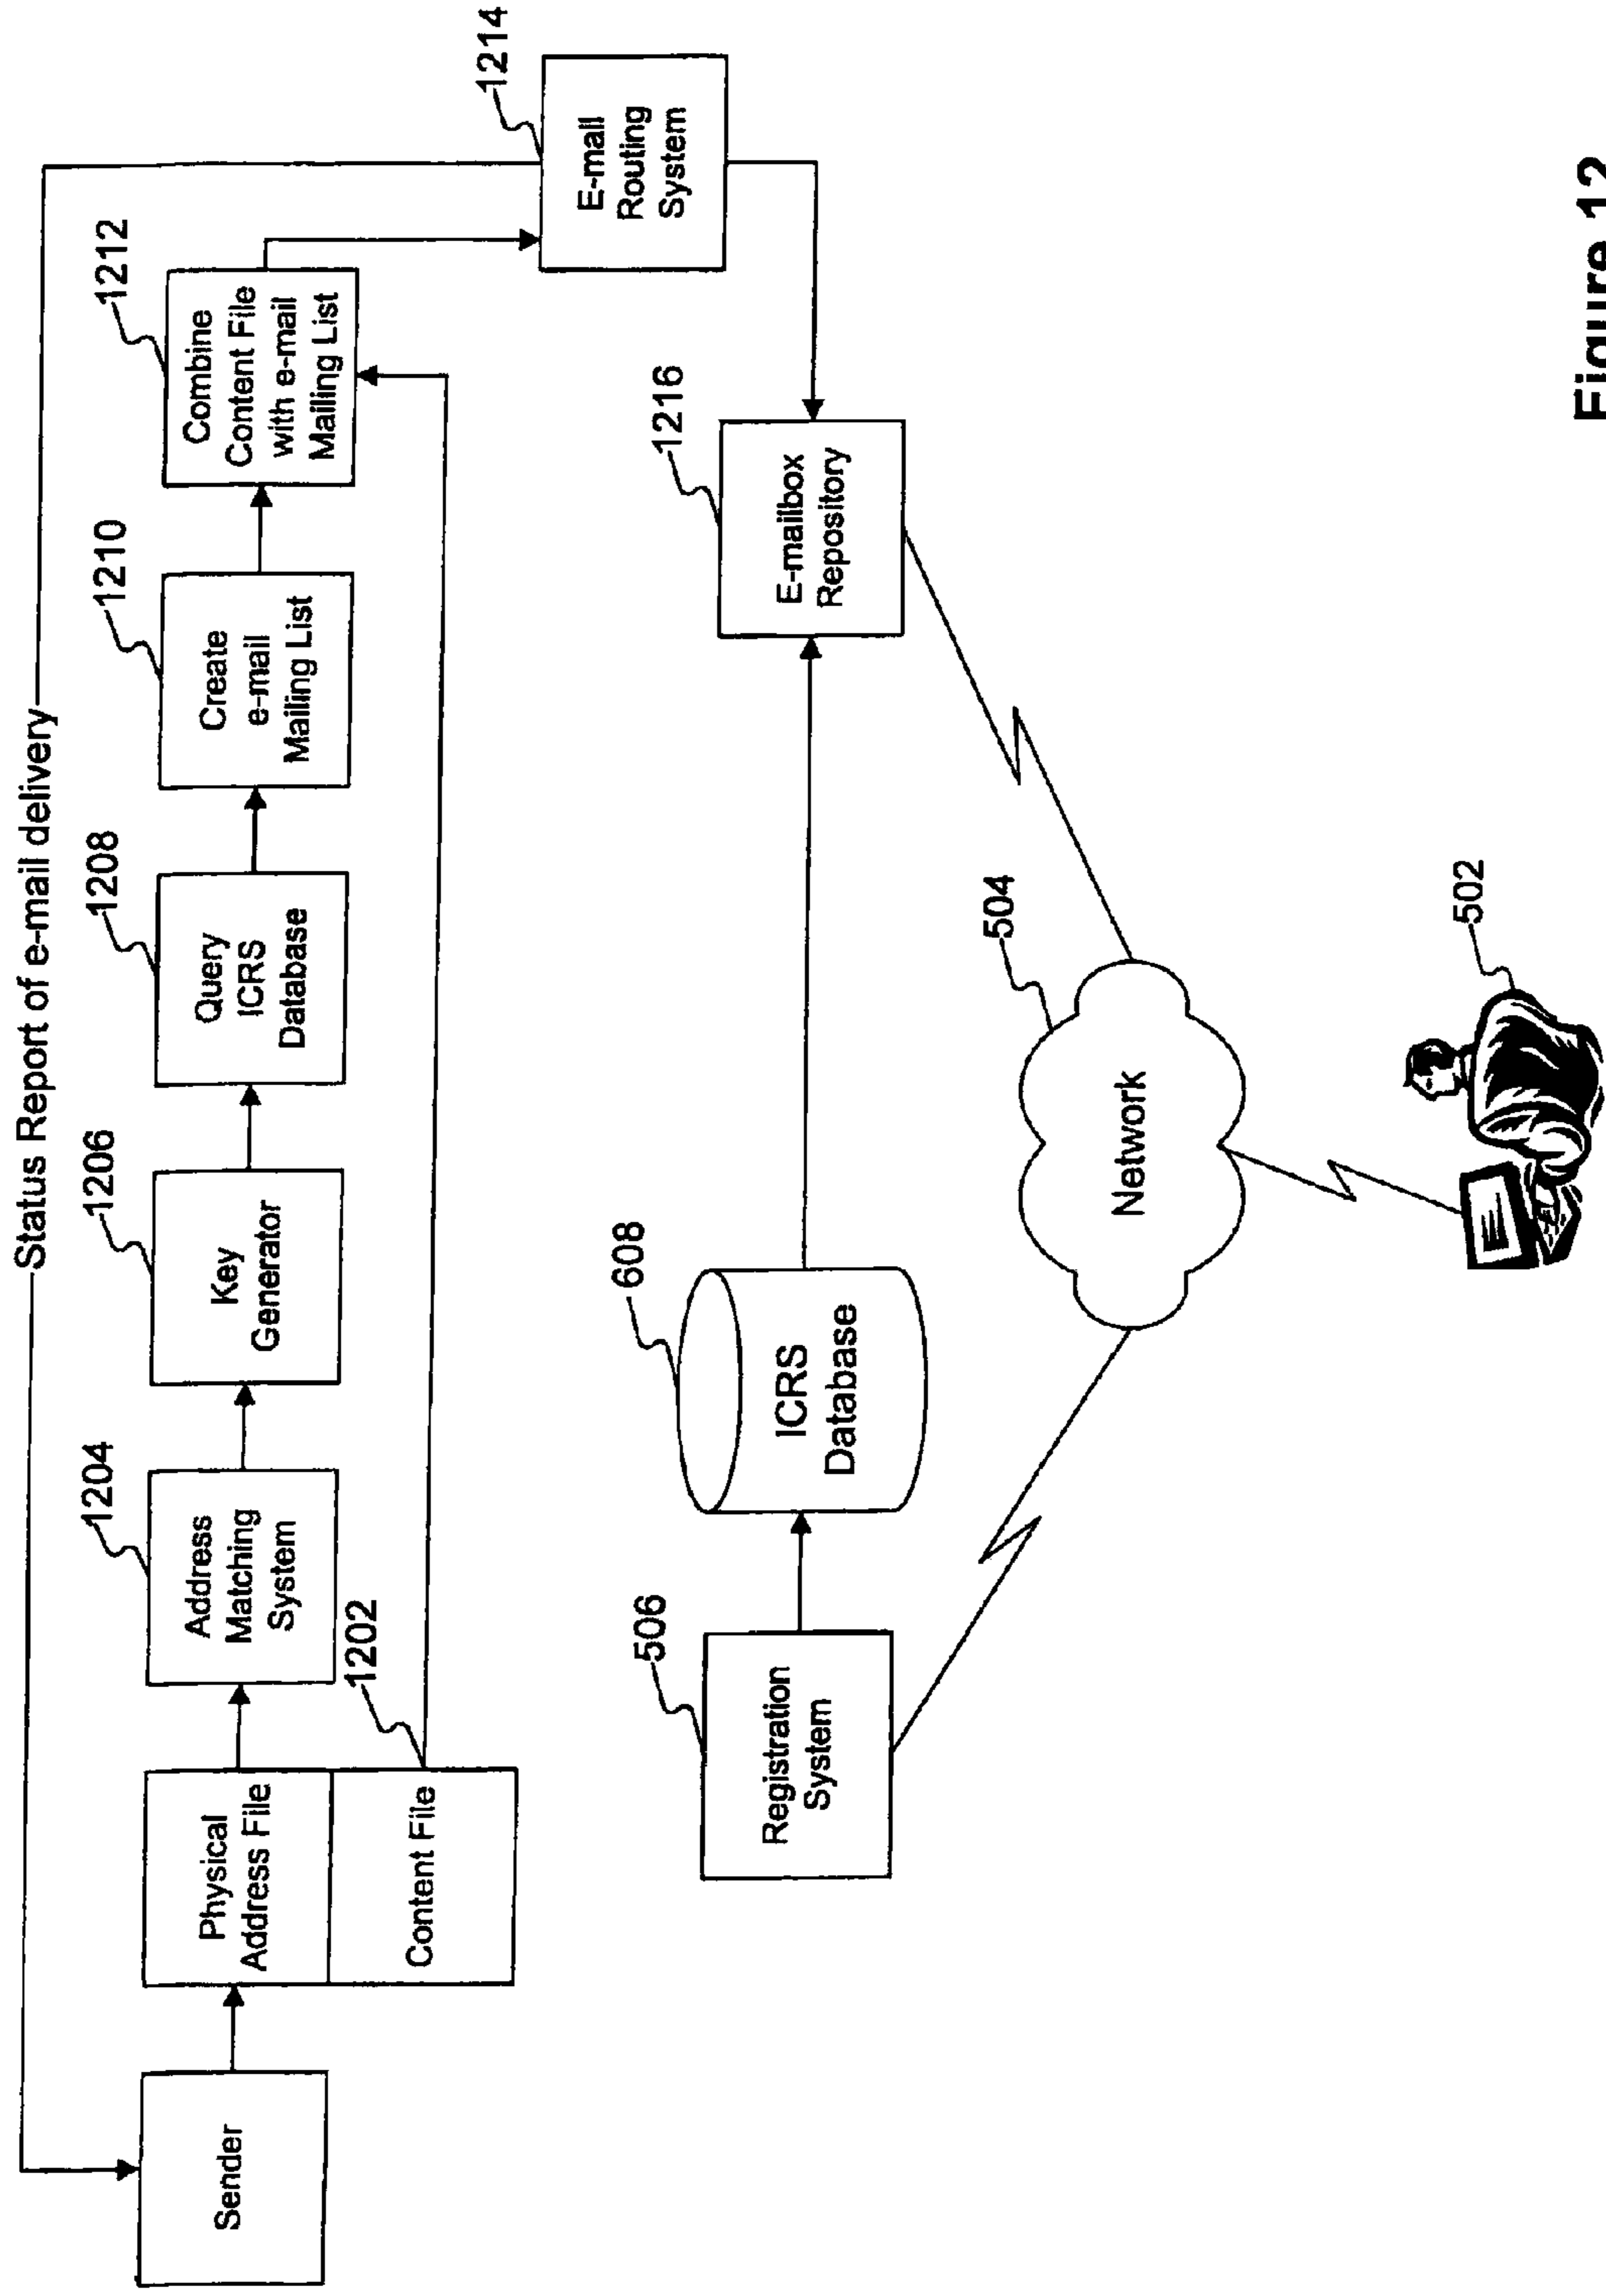 Status Report of e-mail delivery
1214
1212
1210
1208
1206
1204
Sender
Physical
Address File
Content File
1202
Address
Matching
System
Key
Generator
Query
ICRS
Database
Create
e-mail
Mailing List
Combine
Content File
with e-mail
Mailing List
E-mail
Routing
System
506
Registration
System
608
ICRS
Database
1216
E-mailbox
Repository
504
Network
502
Figure 12